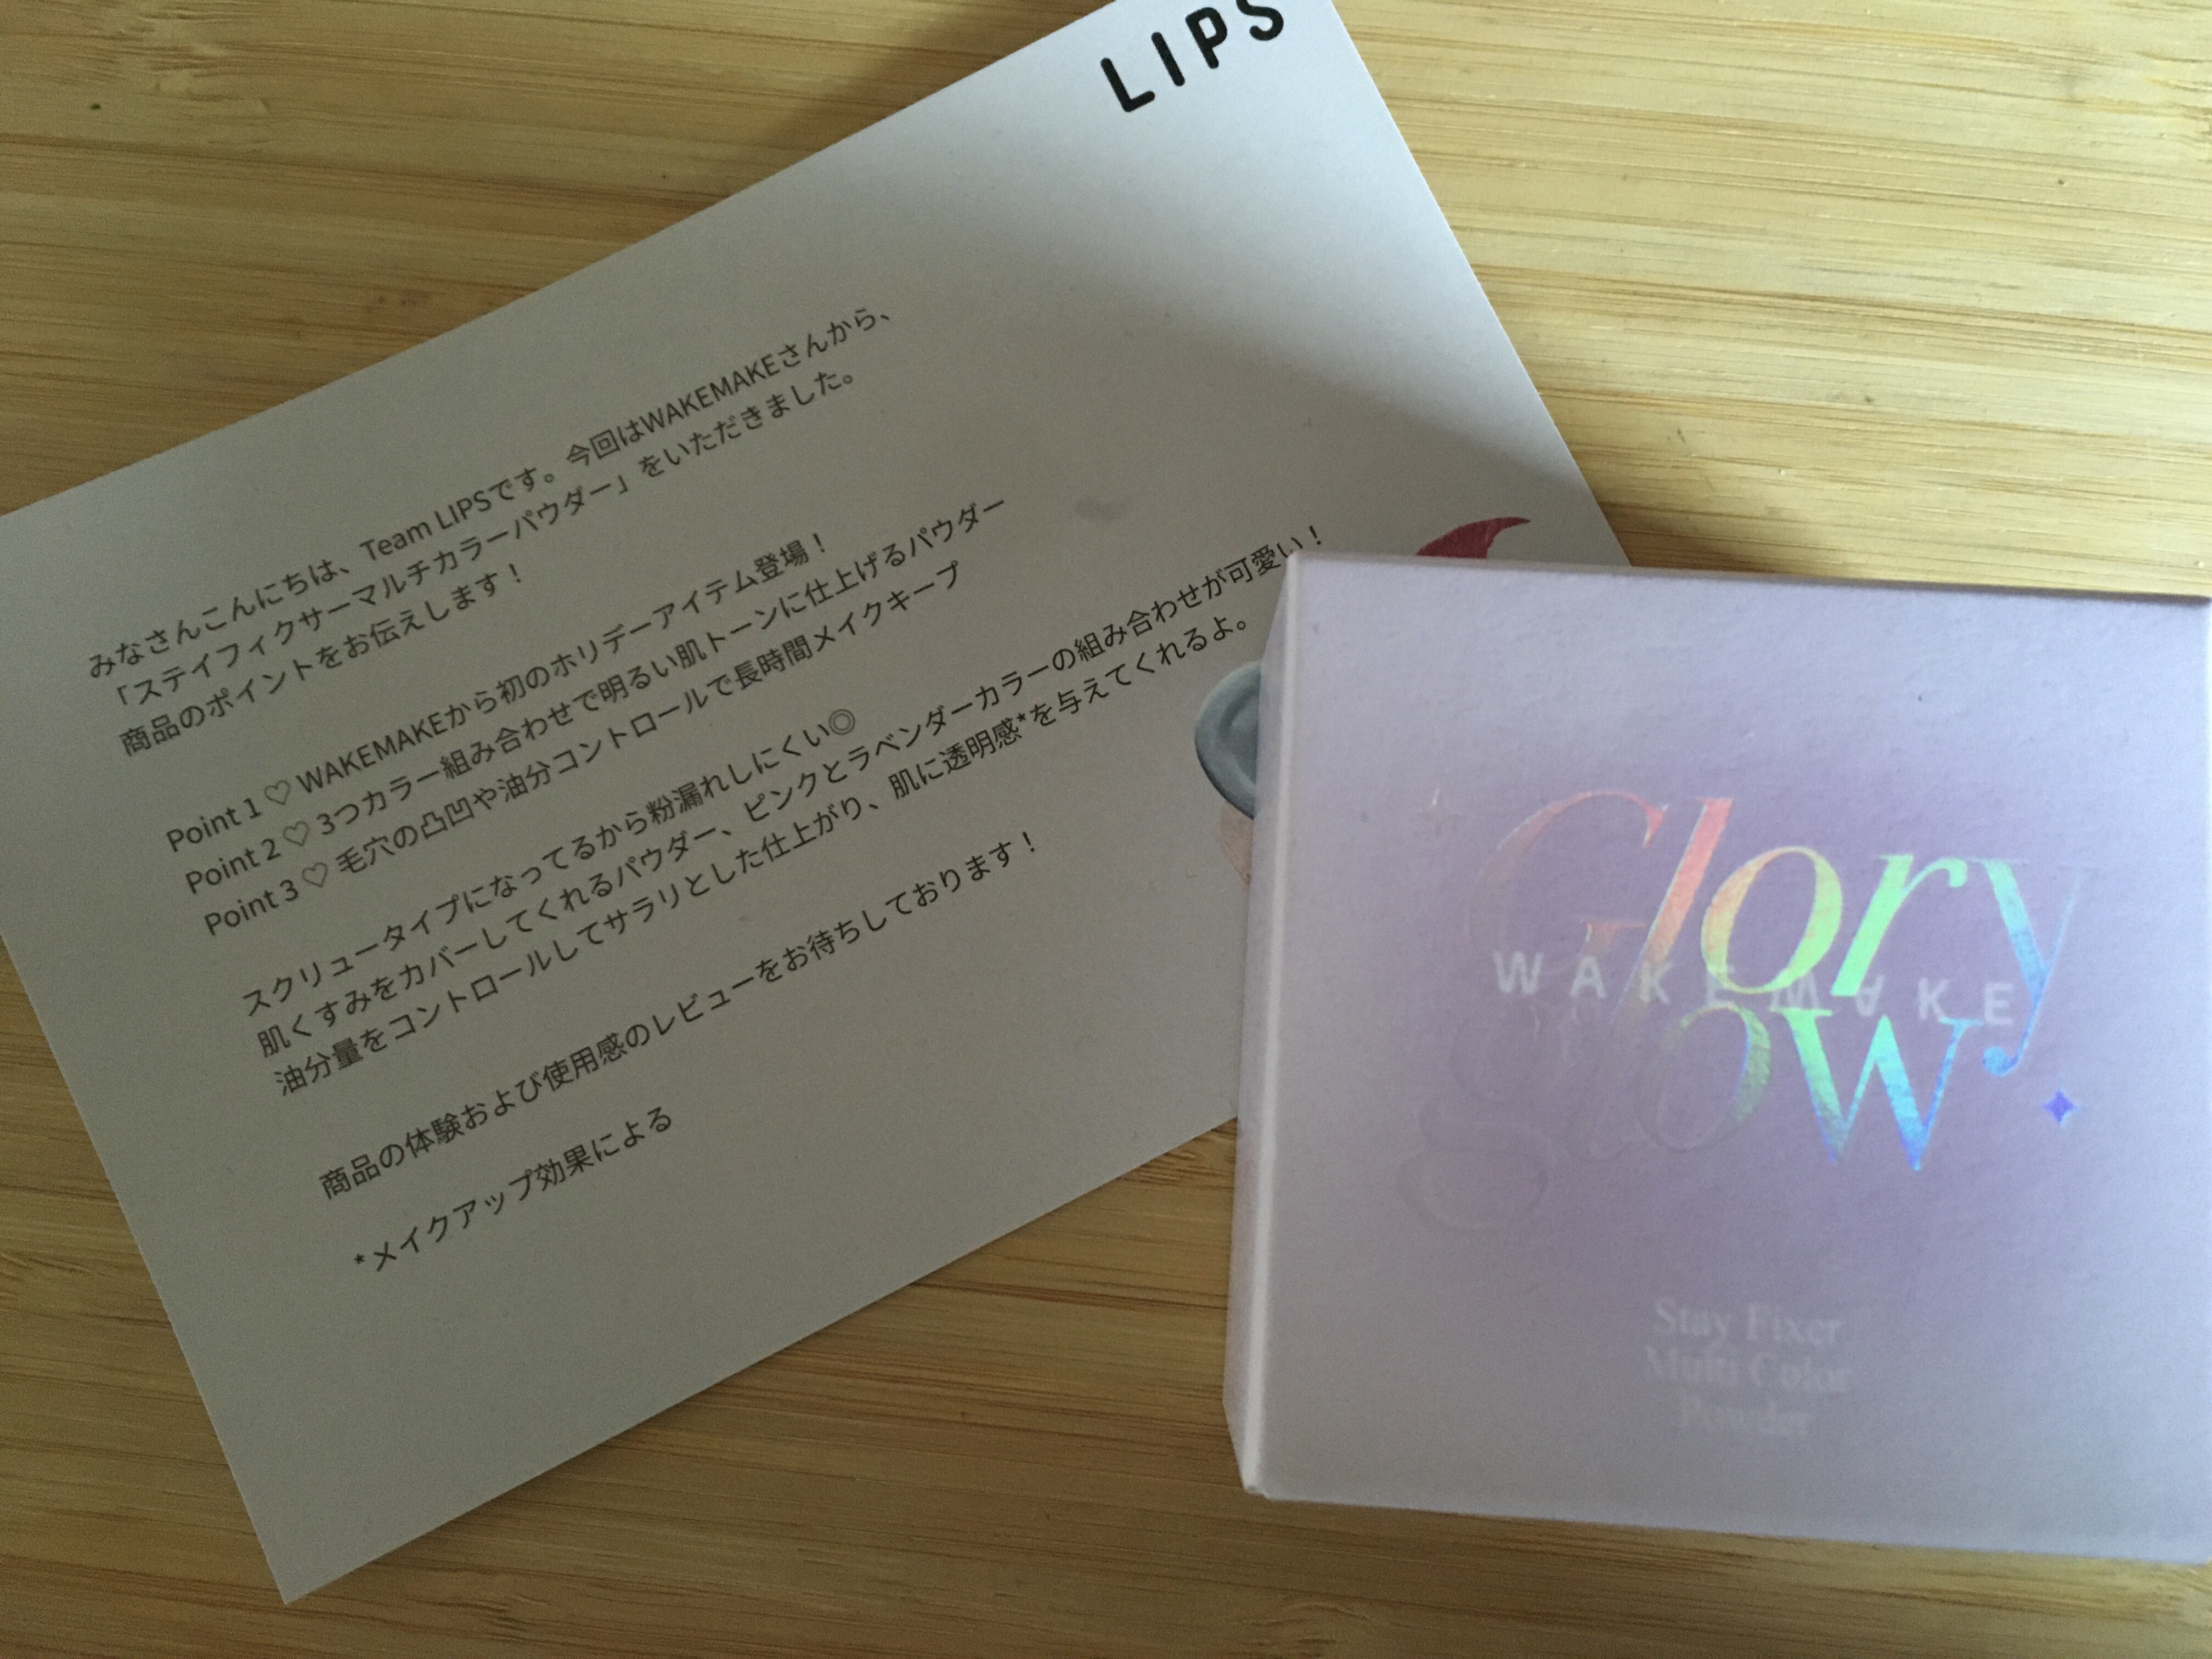 LIPS
みなさんこんにちは、Team LIPSです。今回はWAKEMAKEさんから、
「ステイフィクサーマルチカラーパウダー」をいただきました。
商品のポイントをお伝えします！
Point 1 ♡ WAKEMAKEから初のホリデーアイテム登場！
Point 2 ♡ 3つカラー組み合わせで明るい肌トーンに仕上げるパウダー
Point 3 ♡ 毛穴の凸凹や油分コントロールで長時間メイクキープ
スクリュータイプになってるから粉漏れしにくい◎
肌くすみをカバーしてくれるパウダー、ピンクとラベンダーカラーの組み合わせが可愛い！
油分量をコントロールしてサラリとした仕上がり、肌に透明感*を与えてくれるよ。
商品の体験および使用感のレビューをお待ちしております！
*メイクアップ効果による
Glory
WAKEMAKE
glow
Stay Fixer
Multi Color
Powder